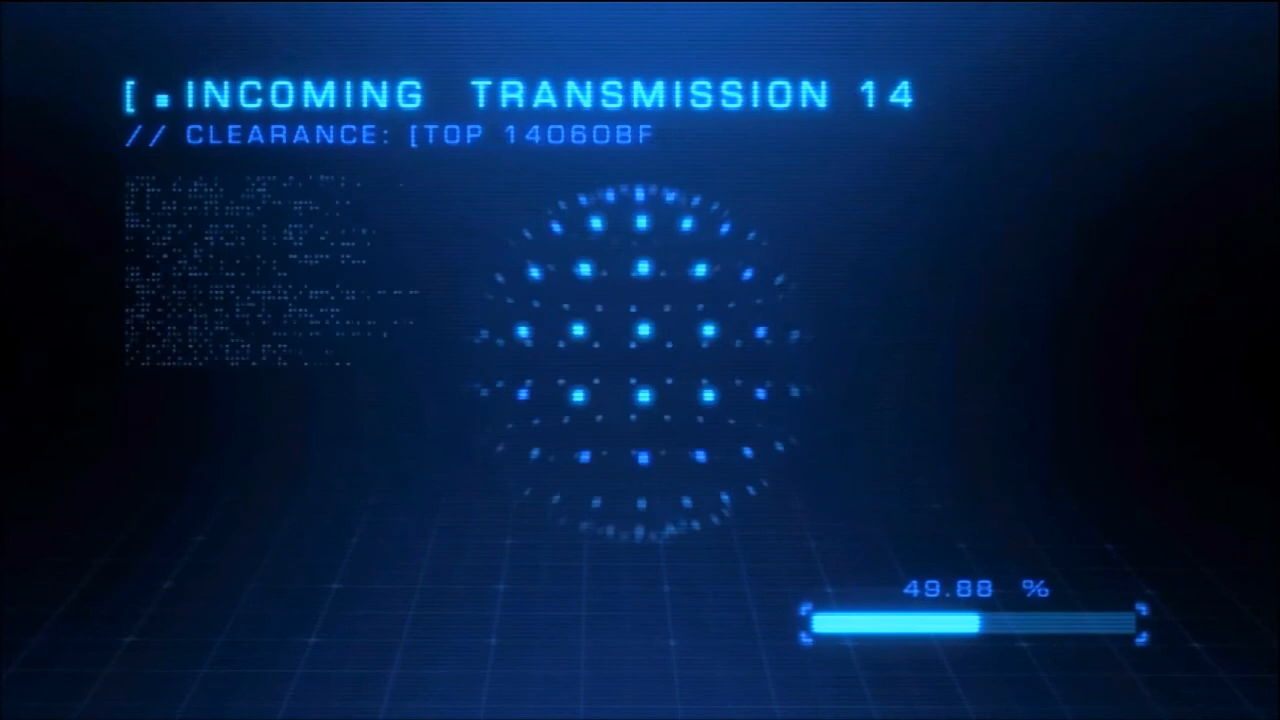 [ ▪ INCOMING TRANSMISSION 14
// CLEARANCE: [TOP 14060BF
49.88 %